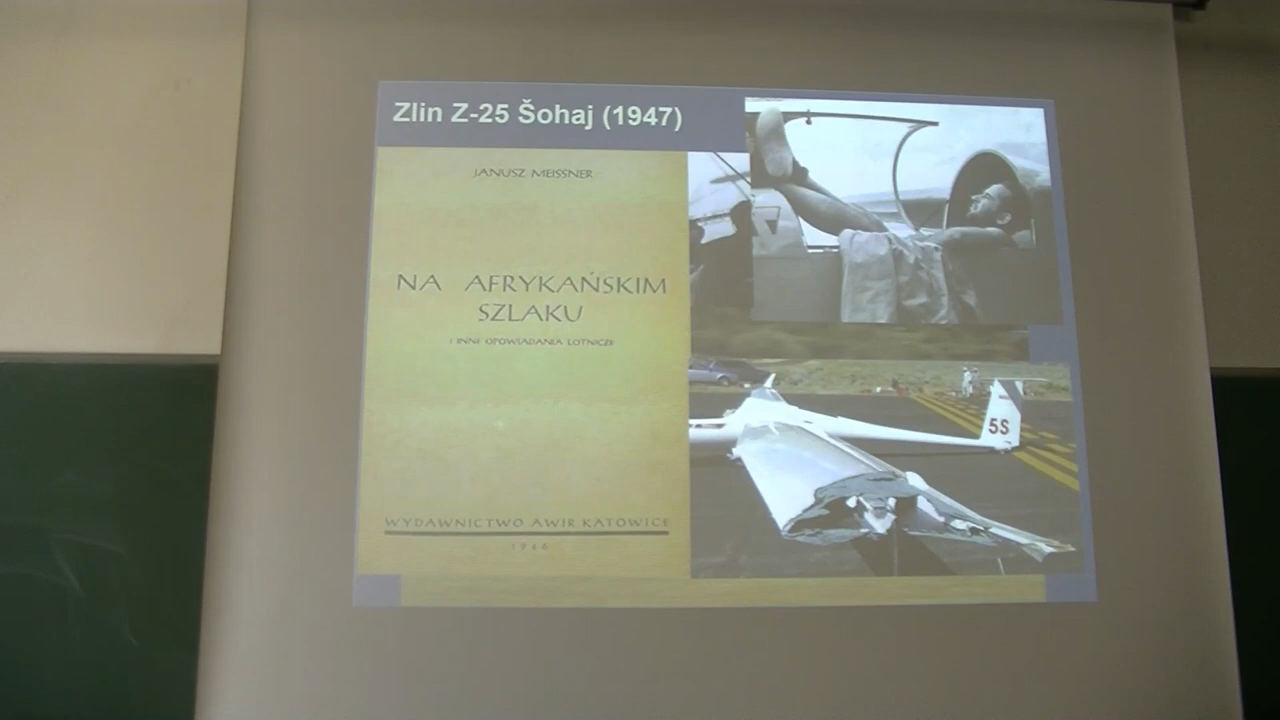 Zlin Z-25 Šohaj (1947)
JANUSZ MEISSNER
NA AFRYKAŃSKIM
SZLAKU
I INNE OPOWIADANIA LOTNICZE
WYDAWNICTWO AWIR KATOWICE
1946
5S